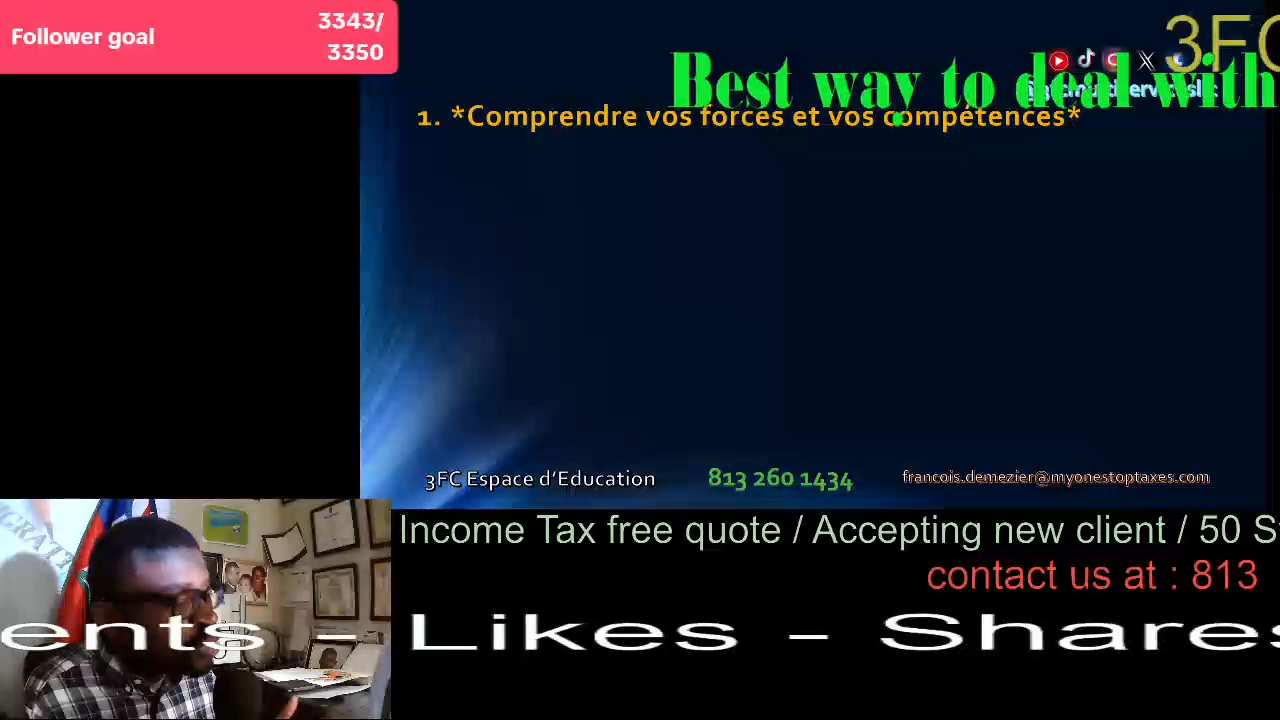 Follower goal
3343/
3350
3FC
Best way to deal with
1. *Comprendre vos forces et vos compétences*
3FC Espace d'Education
813 260 1434
francois.demezier@myonestoptaxes.com
Income Tax free quote / Accepting new client / 50 S
contact us at : 813
ents - Likes - Shares